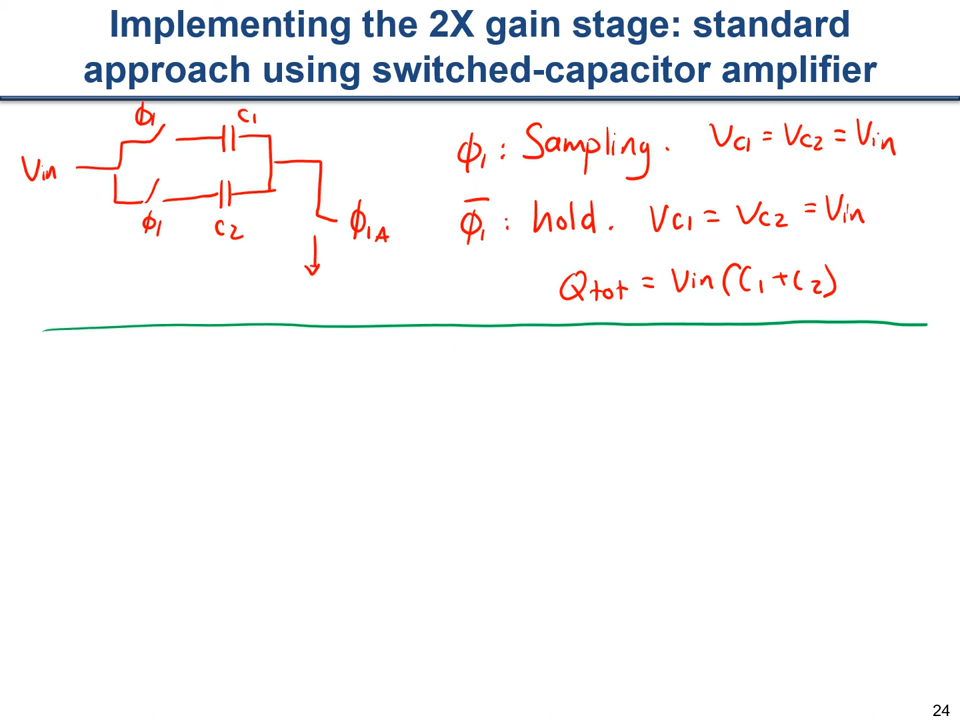 Implementing the 2X gain stage: standard
approach using switched-capacitor amplifier
ϕ1 C1
Vin
ϕ1 C2
ϕ1A
ϕ1 : Sampling. VC1 = VC2 = Vin
ϕ̅1 : hold. VC1 = VC2 = Vin
Qtot = Vin (C1 + C2)
24